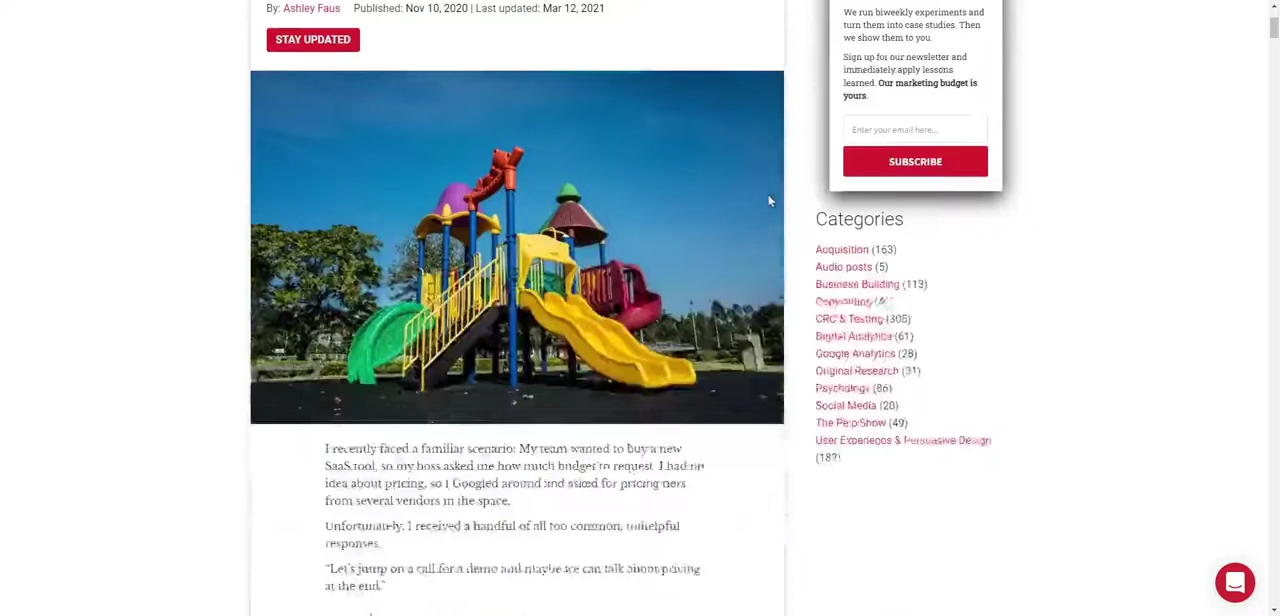 By: Ashley Faus Published: Nov 10, 2020 | Last updated: Mar 12, 2021
STAY UPDATED
We run biweekly experiments and
turn them into case studies. Then
we show them to you.
Sign up for our newsletter and
immediately apply lessons
learned. Our marketing budget is
yours.
Enter your email here...
SUBSCRIBE
Categories
Acquisition (163)
Audio posts (5)
Business Building (113)
Copywriting
CRO & Testing (305)
Digital Analytics (61)
Google Analytics (28)
Original Research (31)
Psychology (86)
Social Media (20)
The Pe:p Show (49)
User Experience & Persuasive Design
I recently faced a familiar scenario: My team wanted to buy a new
SaaS tool, so my boss asked me how much budget to request. I had no
idea about pricing, so I Googled around and asked for pricing
from several vendors in the space.
Unfortunately, I received a handful of all too common, unhelpful
responses.
"Let's jump on a call for a demo and maybe we can talk about pricing
at the end."